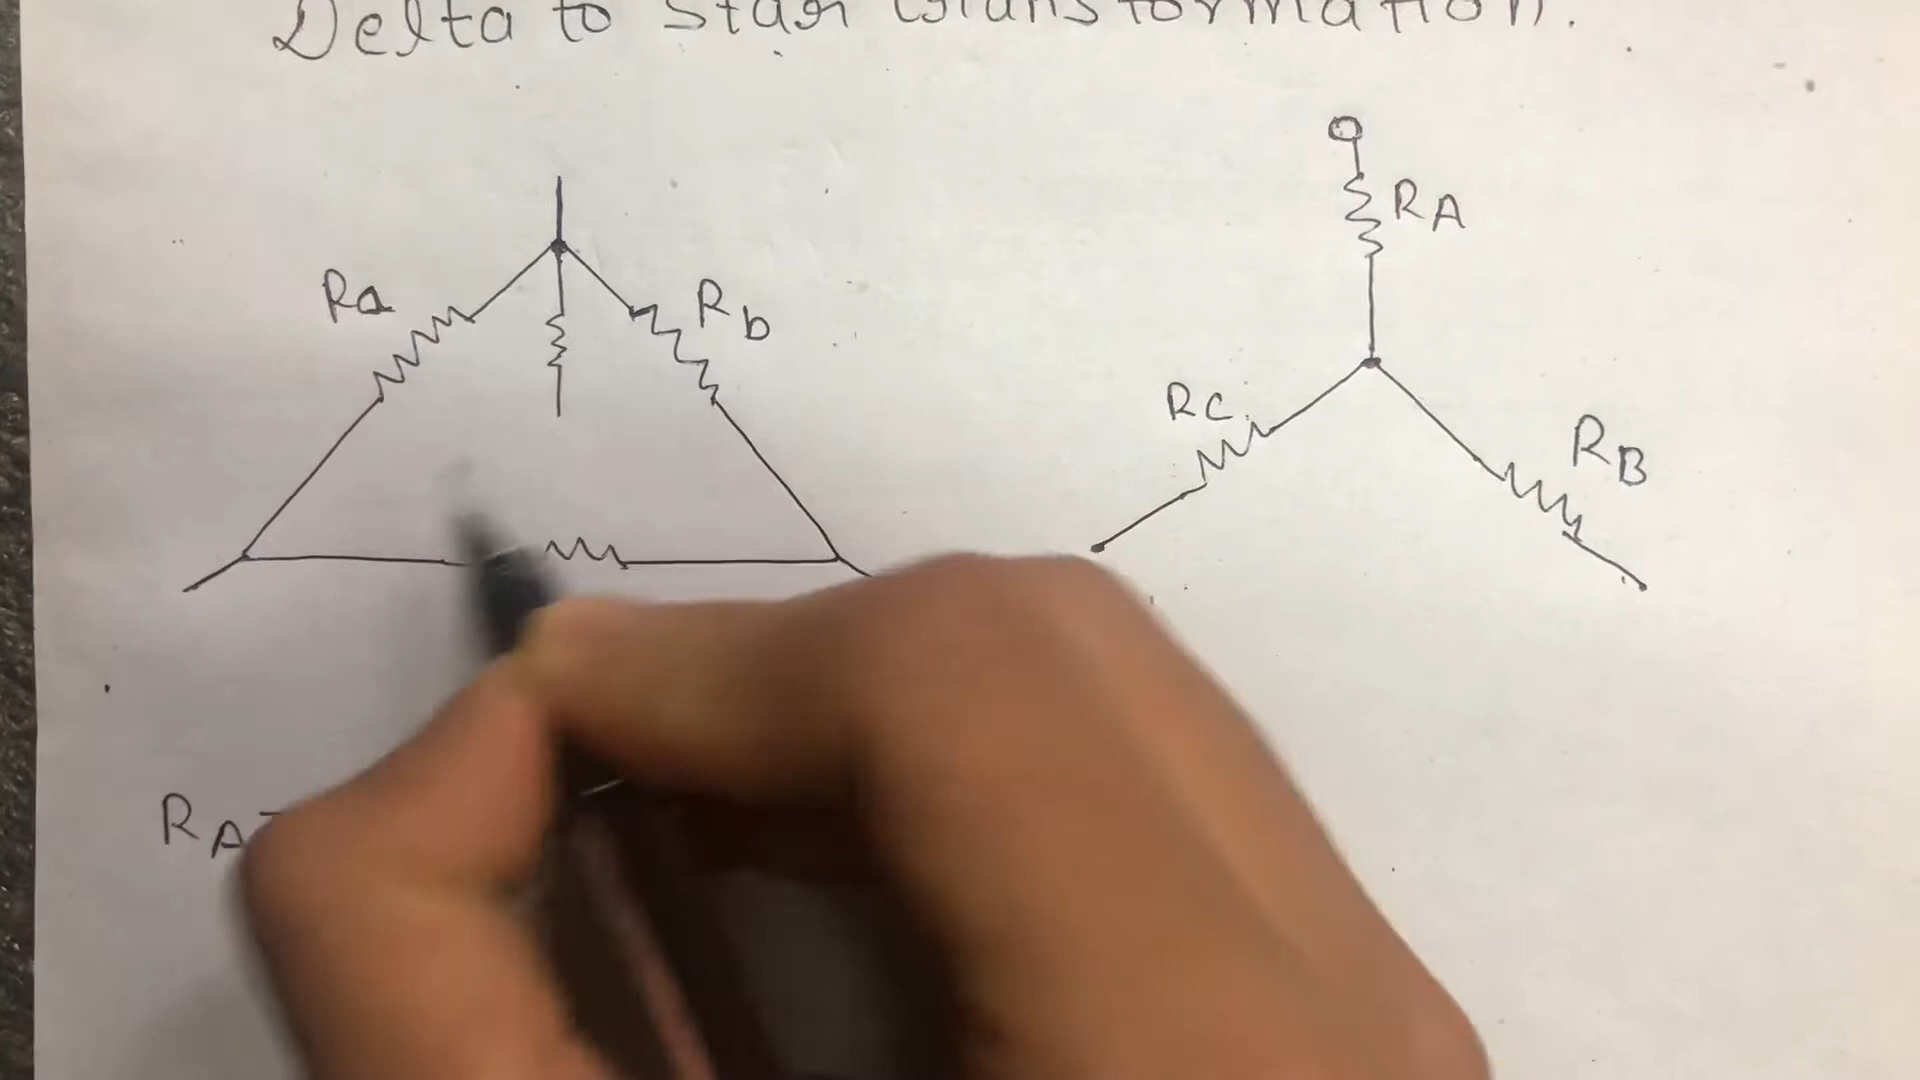 Delta to Star transformation.
RA
Ra
Rb
RC
RB
RA=